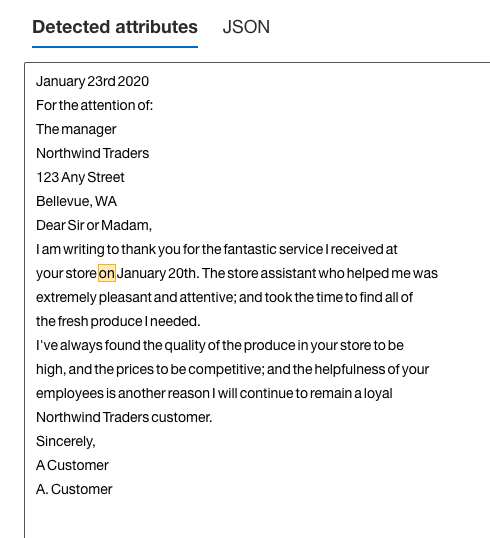 Detected attributes JSON
January 23rd 2020
For the attention of:
The manager
Northwind Traders
123 Any Street
Bellevue, WA
Dear Sir or Madam,
I am writing to thank you for the fantastic service I received at
your store on January 20th. The store assistant who helped me was
extremely pleasant and attentive; and took the time to find all of
the fresh produce I needed.
I've always found the quality of the produce in your store to be
high, and the prices to be competitive; and the helpfulness of your
employees is another reason I will continue to remain a loyal
Northwind Traders customer.
Sincerely,
A Customer
A. Customer